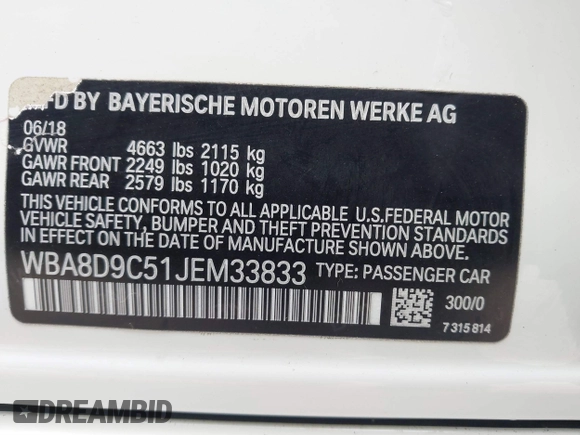 MFD BY BAYERISCHE MOTOREN WERKE AG
06/18
GVWR 4663 lbs 2115 kg
GAWR FRONT 2249 lbs 1020 kg
GAWR REAR 2579 lbs 1170 kg
THIS VEHICLE CONFORMS TO ALL APPLICABLE U.S.FEDERAL MOTOR
VEHICLE SAFETY, BUMPER AND THEFT PREVENTION STANDARDS
IN EFFECT ON THE DATE OF MANUFACTURE SHOWN ABOVE.
WBA8D9C51JEM33833 TYPE: PASSENGER CAR
300/0
7 315 814
DREAMBID